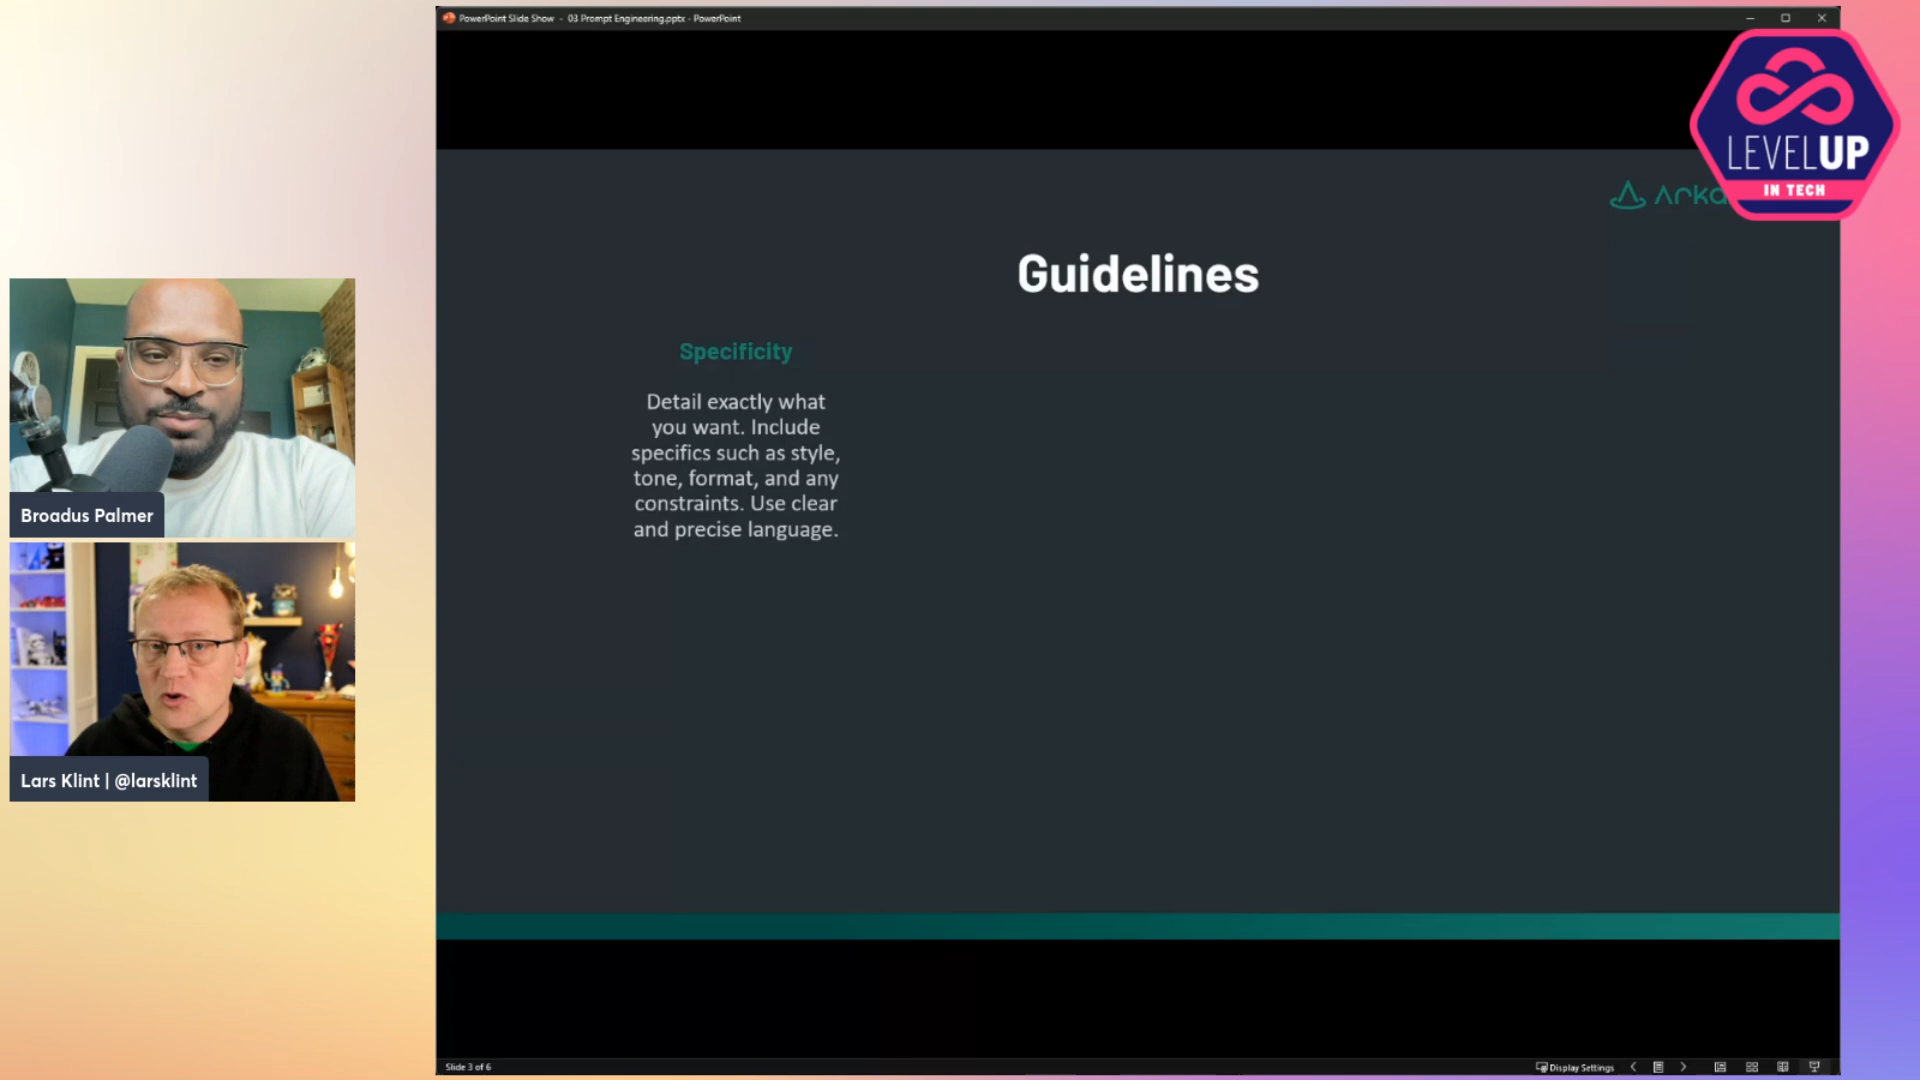 PowerPoint Slide Show - 03 Prompt Engineering.pptx - PowerPoint
LEVELUP
IN TECH
Guidelines
Specificity
Detail exactly what
you want. Include
specifics such as style,
tone, format, and any
constraints. Use clear
and precise language.
Broadus Palmer
Lars Klint | @larsklint
Slide 3 of 6
Display Settings